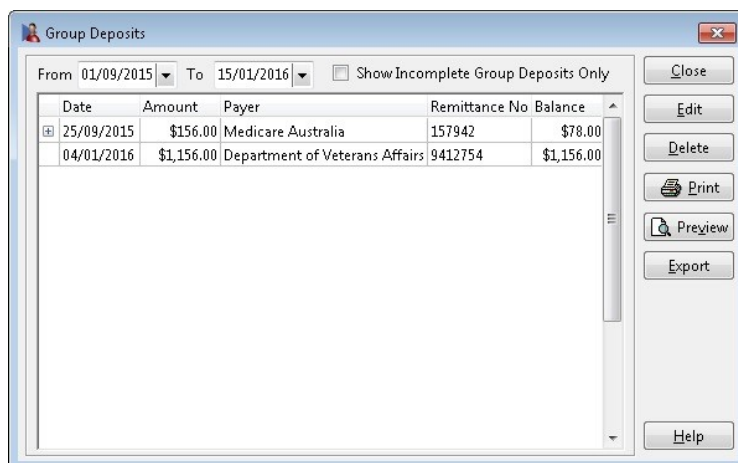 Group Deposits
From 01/09/2015 To 15/01/2016 Show Incomplete Group Deposits Only
Date Amount Payer Remittance No Balance
25/09/2015 $156.00 Medicare Australia 157942 $78.00
04/01/2016 $1,156.00 Department of Veterans Affairs 9412754 $1,156.00
Close
Edit
Delete
Print
Preview
Export
Help